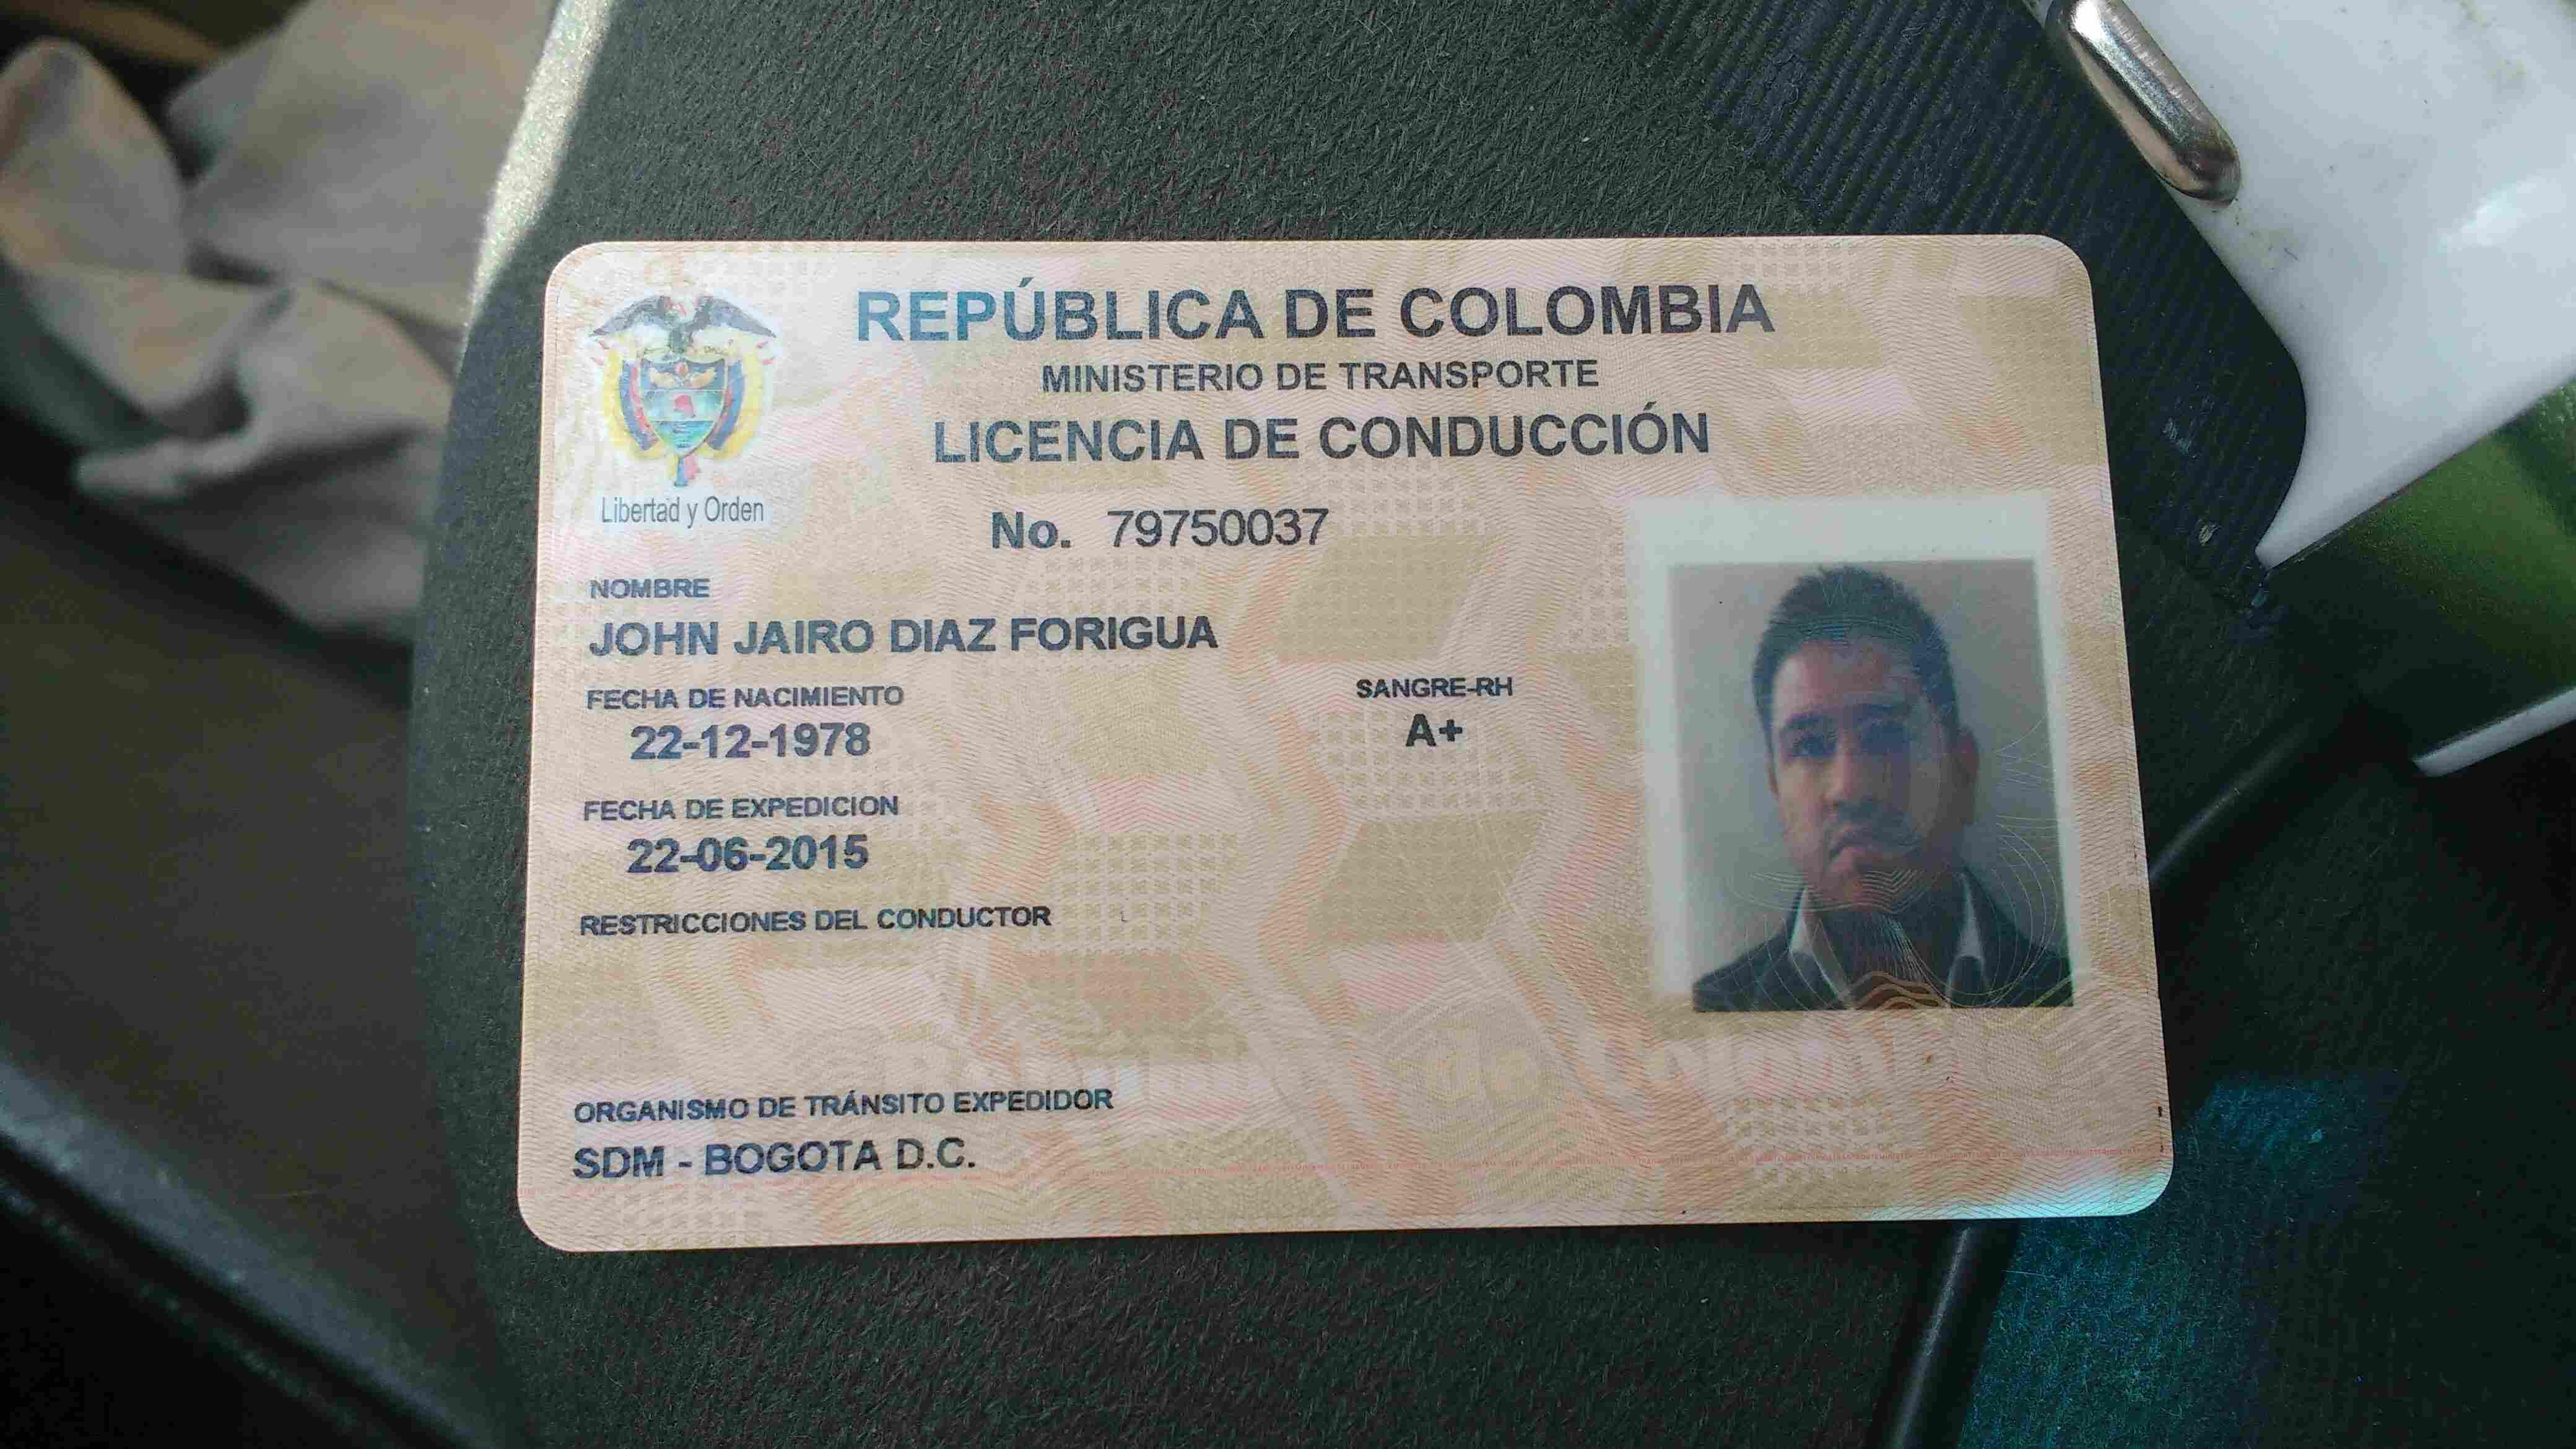 REPÚBLICA DE COLOMBIA
MINISTERIO DE TRANSPORTE
LICENCIA DE CONDUCCIÓN
Libertad y Orden
No. 79750037
NOMBRE
JOHN JAIRO DIAZ FORIGUA
FECHA DE NACIMIENTO
22-12-1978
SANGRE-RH
A+
FECHA DE EXPEDICION
22-06-2015
RESTRICCIONES DEL CONDUCTOR
ORGANISMO DE TRÁNSITO EXPEDIDOR
SDM - BOGOTA D.C.